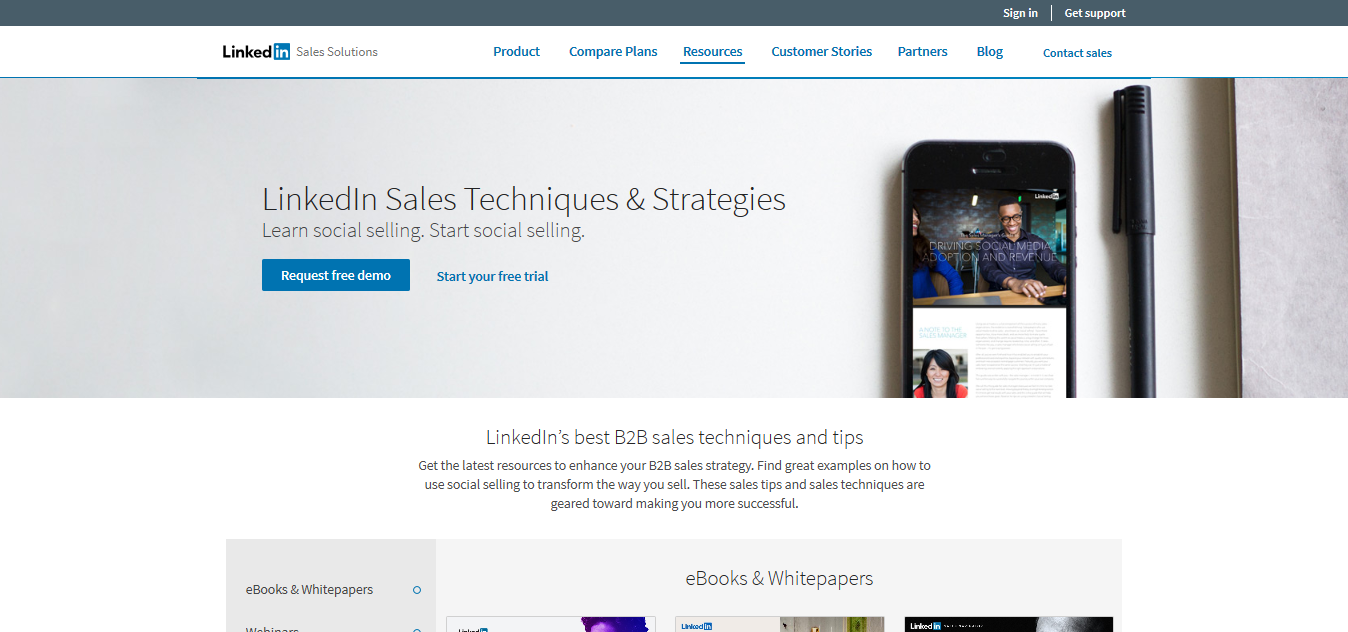 Sign in
Get support
LinkedIn Sales Solutions
Product
Compare Plans
Resources
Customer Stories
Partners
Blog
Contact sales
LinkedIn Sales Techniques & Strategies
Learn social selling. Start social selling.
Request free demo
Start your free trial
LinkedIn
DRIVING SOCIAL MEDIA
ADOPTION AND REVENUE
A NOTE TO THE
SALES MANAGER
LinkedIn's best B2B sales techniques and tips
Get the latest resources to enhance your B2B sales strategy. Find great examples on how to
use social selling to transform the way you sell. These sales tips and sales techniques are
geared toward making you more successful.
eBooks & Whitepapers
eBooks & Whitepapers
Webinars
LinkedIn
LinkedIn
LinkedIn